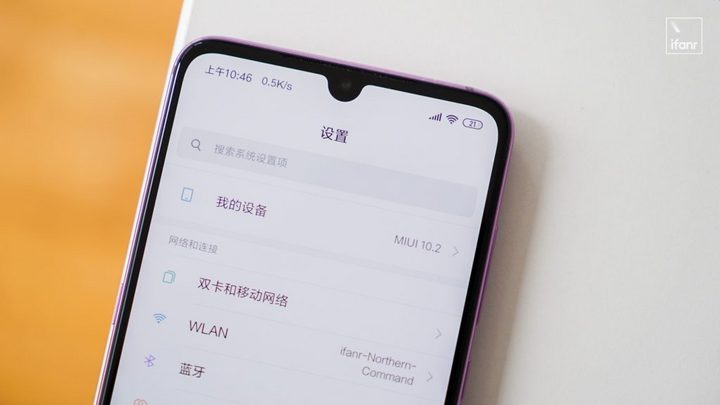 ifanr
上午10:46 0.5K/s
21
设置
搜索系统设置项
我的设备
MIUI 10.2
网络和连接
双卡和移动网络
WLAN
ifanr-Northern-
Command
蓝牙